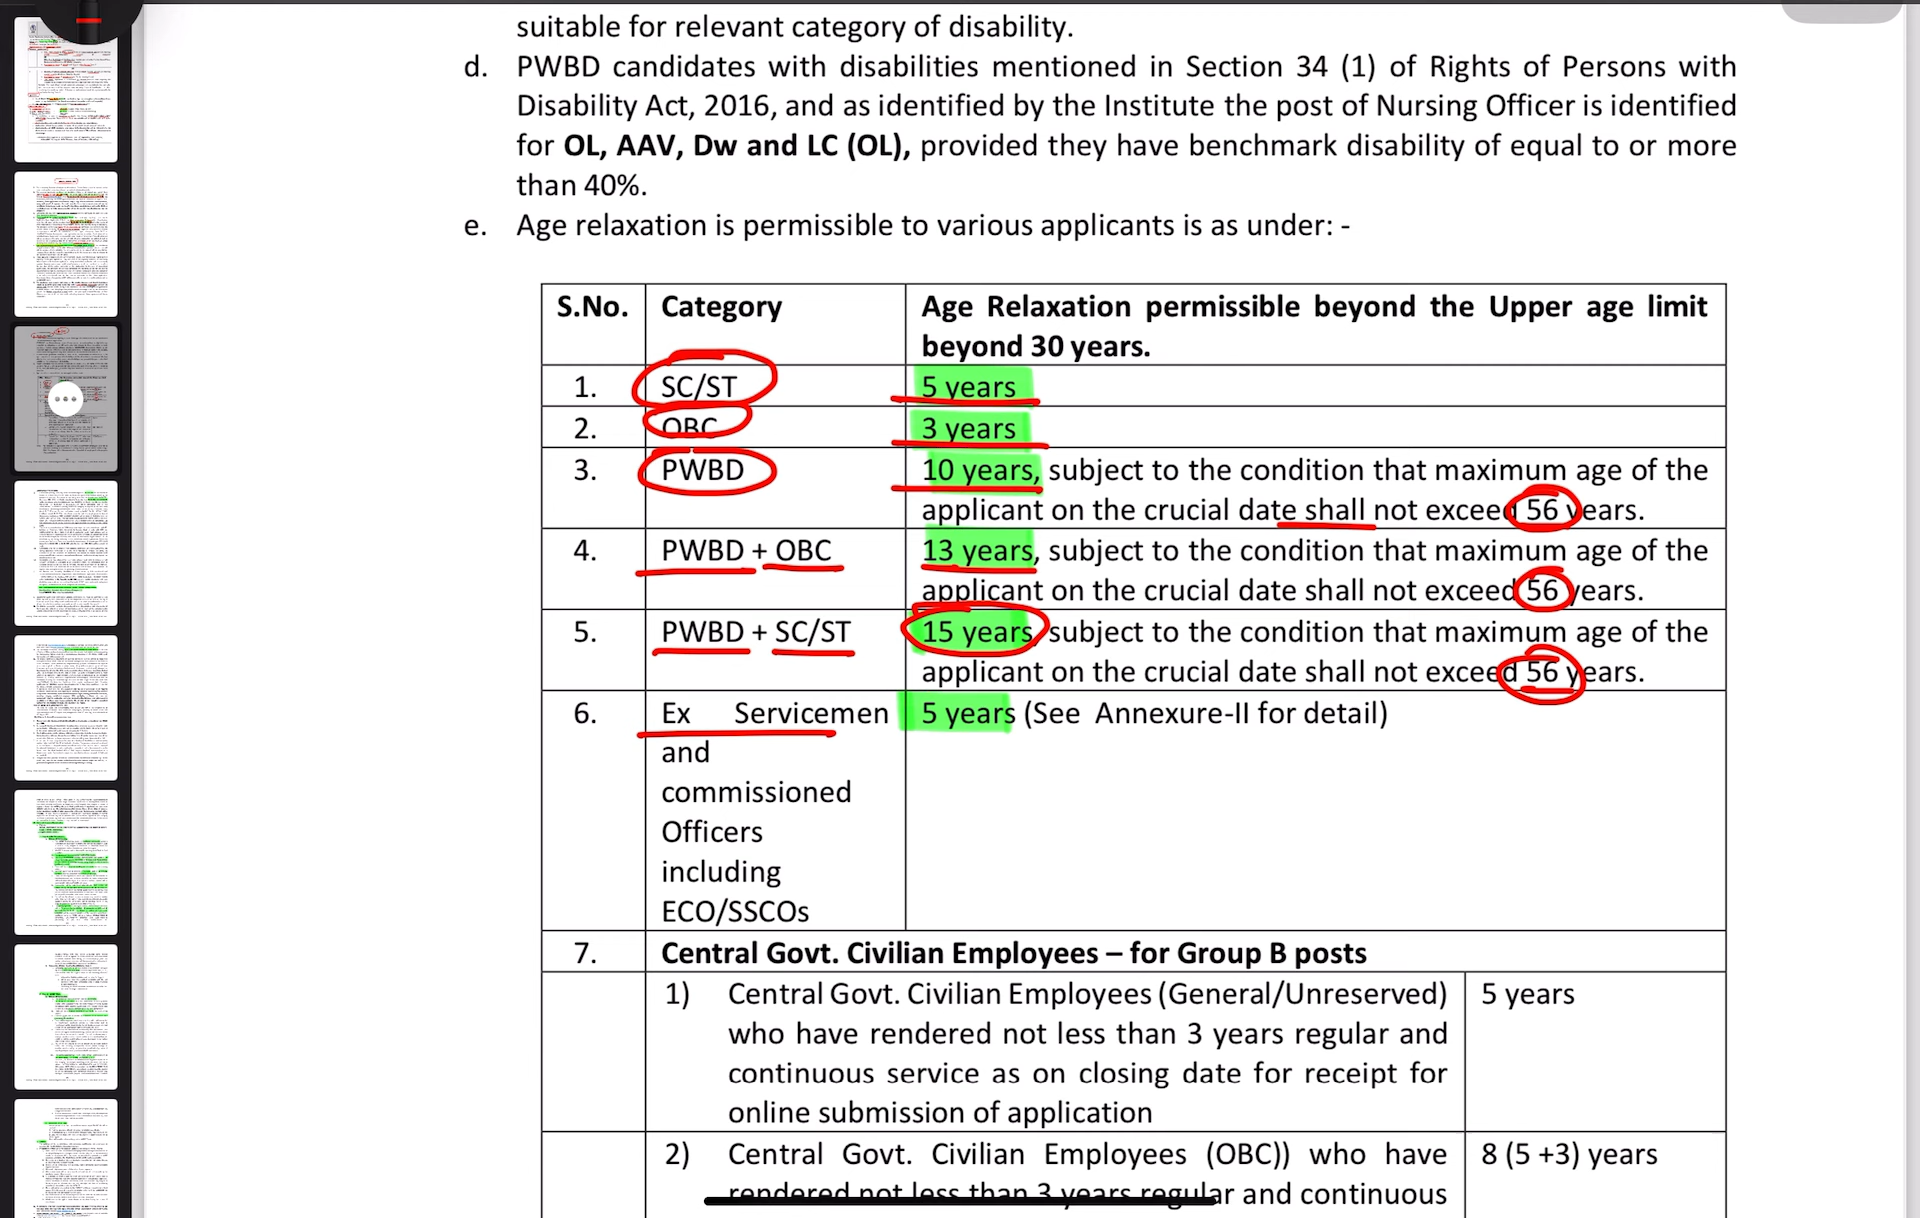 suitable for relevant category of disability.
d. PWBD candidates with disabilities mentioned in Section 34 (1) of Rights of Persons with
Disability Act, 2016, and as identified by the Institute the post of Nursing Officer is identified
for OL, AAV, Dw and LC (OL), provided they have benchmark disability of equal to or more
than 40%.
e. Age relaxation is permissible to various applicants is as under: -
S.No. Category Age Relaxation permissible beyond the Upper age limit
beyond 30 years.
1. SC/ST 5 years
2. OBC 3 years
3. PWBD 10 years, subject to the condition that maximum age of the
applicant on the crucial date shall not exceed 56 years.
4. PWBD + OBC 13 years, subject to the condition that maximum age of the
applicant on the crucial date shall not exceed 56 years.
5. PWBD + SC/ST 15 years, subject to the condition that maximum age of the
applicant on the crucial date shall not exceed 56 years.
6. Ex Servicemen 5 years (See Annexure-II for detail)
and
commissioned
Officers
including
ECO/SSCOs
7. Central Govt. Civilian Employees – for Group B posts
1) Central Govt. Civilian Employees (General/Unreserved) 5 years
who have rendered not less than 3 years regular and
continuous service as on closing date for receipt for
online submission of application
2) Central Govt. Civilian Employees (OBC)) who have 8 (5 +3) years
rendered not less than 3 years regular and continuous